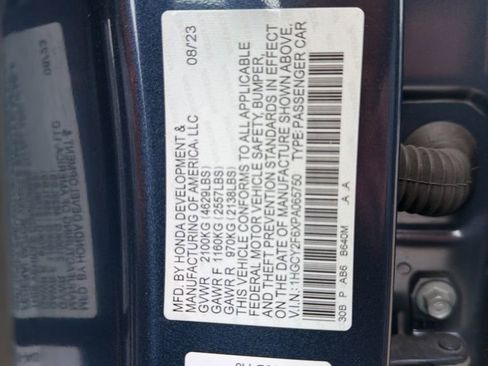 MFD. BY HONDA DEVELOPMENT &
MANUFACTURING OF AMERICA, LLC 08/23
GVWR 2100KG (4629LBS)
GAWR F 1160KG (2557LBS)
GAWR R 970KG (2138LBS)
THIS VEHICLE CONFORMS TO ALL APPLICABLE
FEDERAL MOTOR VEHICLE SAFETY, BUMPER,
AND THEFT PREVENTION STANDARDS IN EFFECT
ON THE DATE OF MANUFACTURE SHOWN ABOVE.
V.I.N.: 1HGCY2F6XPA065750 TYPE: PASSENGER CAR
30B P AB6 B640M A A